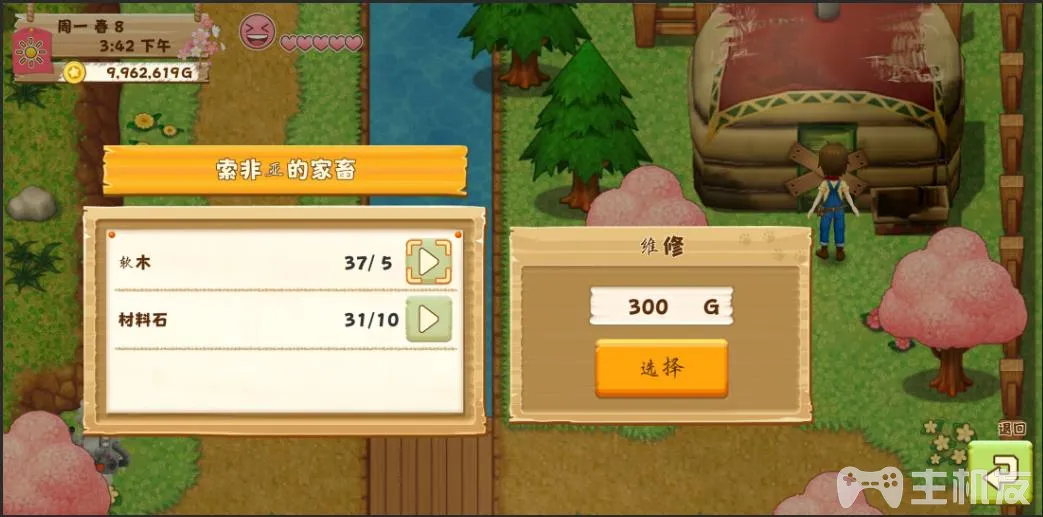 周一 春 8
3:42 下午
9,962,619G
索非亚的家畜
软木 37/ 5
材料石 31/10
维修
300 G
选择
退回
主机友